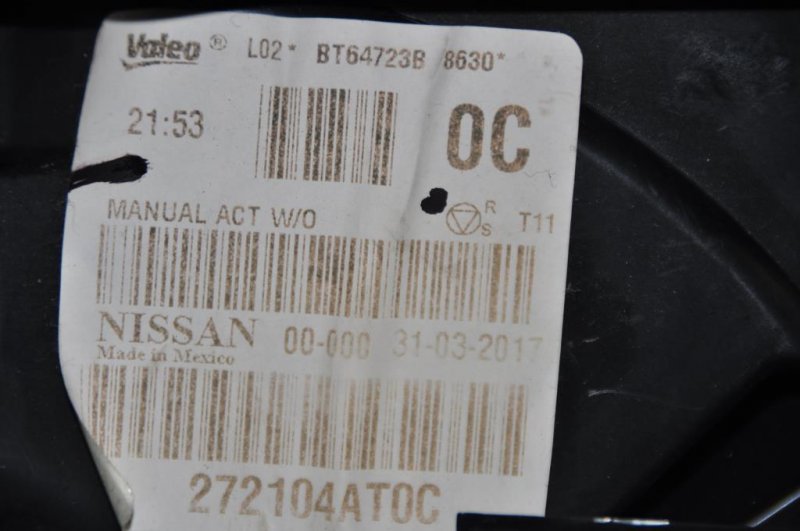 Valeo® L02* BT64723B 8630*
21:53 0C
MANUAL ACT W/O R S T11
NISSAN 00-000 31-03-2017
Made in Mexico
272104AT0C